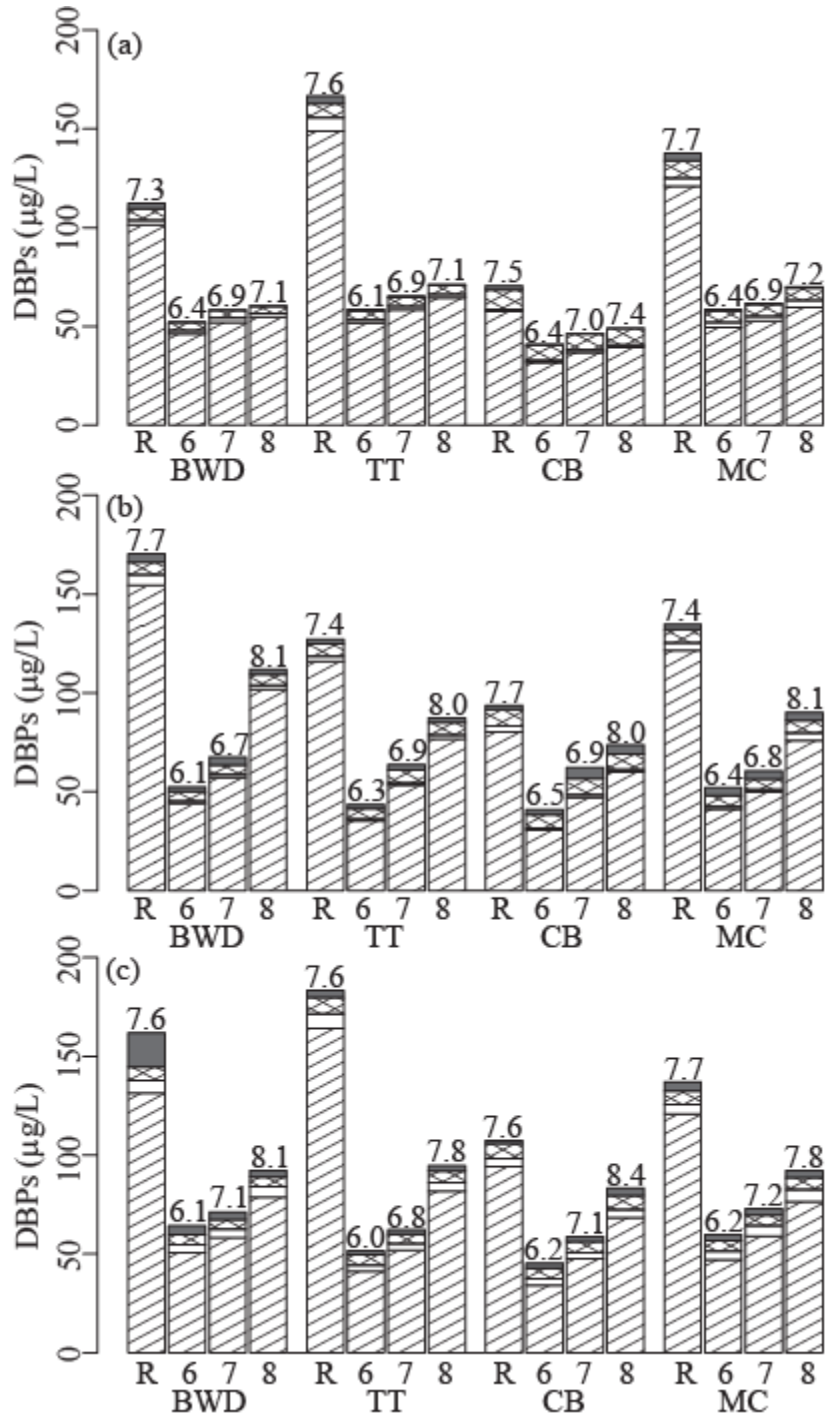 (a)
DBPs (µg/L)
200
150
100
50
0
7.3 6.4 6.9 7.1 7.6 6.1 6.9 7.1 7.5 6.4 7.0 7.4 7.7 6.4 6.9 7.2
R 6 7 8 R 6 7 8 R 6 7 8 R 6 7 8
BWD TT CB MC
(b)
DBPs (µg/L)
200
150
100
50
0
7.7 6.1 6.7 8.1 7.4 6.3 6.9 8.0 7.7 6.5 6.9 8.0 7.4 6.4 6.8 8.1
R 6 7 8 R 6 7 8 R 6 7 8 R 6 7 8
BWD TT CB MC
(c)
DBPs (µg/L)
200
150
100
50
0
7.6 6.1 7.1 8.1 7.6 6.0 6.8 7.8 7.6 6.2 7.1 8.4 7.7 6.2 7.2 7.8
R 6 7 8 R 6 7 8 R 6 7 8 R 6 7 8
BWD TT CB MC